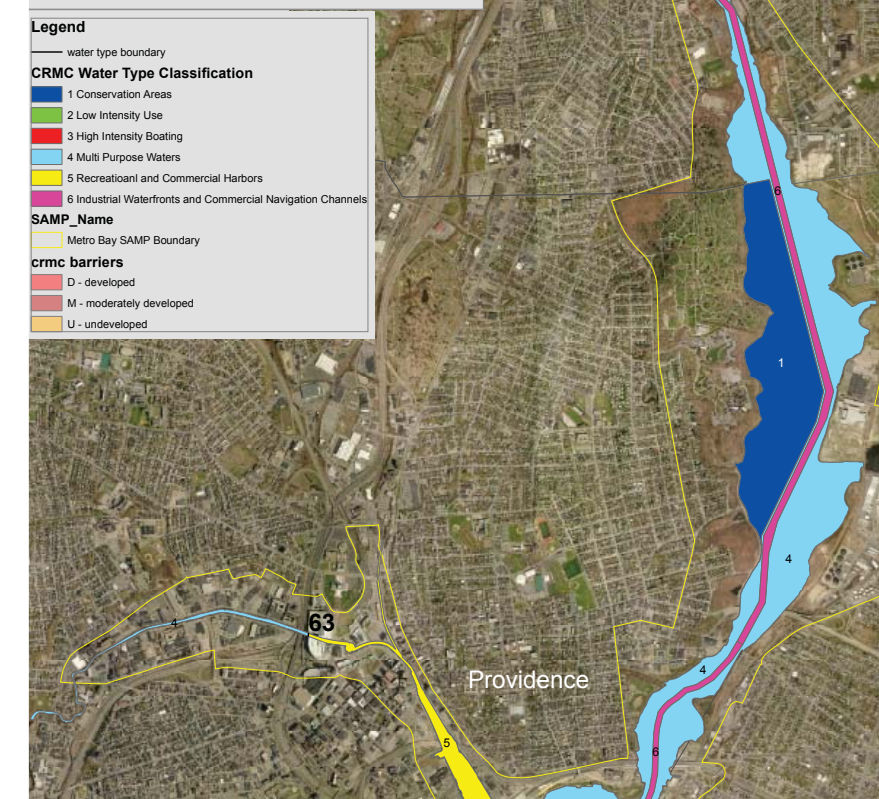 Legend
water type boundary
CRMC Water Type Classification
1 Conservation Areas
2 Low Intensity Use
3 High Intensity Boating
4 Multi Purpose Waters
5 Recreatioanl and Commercial Harbors
6 Industrial Waterfronts and Commercial Navigation Channels
SAMP_Name
Metro Bay SAMP Boundary
crmc barriers
D - developed
M - moderately developed
U - undeveloped
6
1
4
4
63
4
Providence
5
6